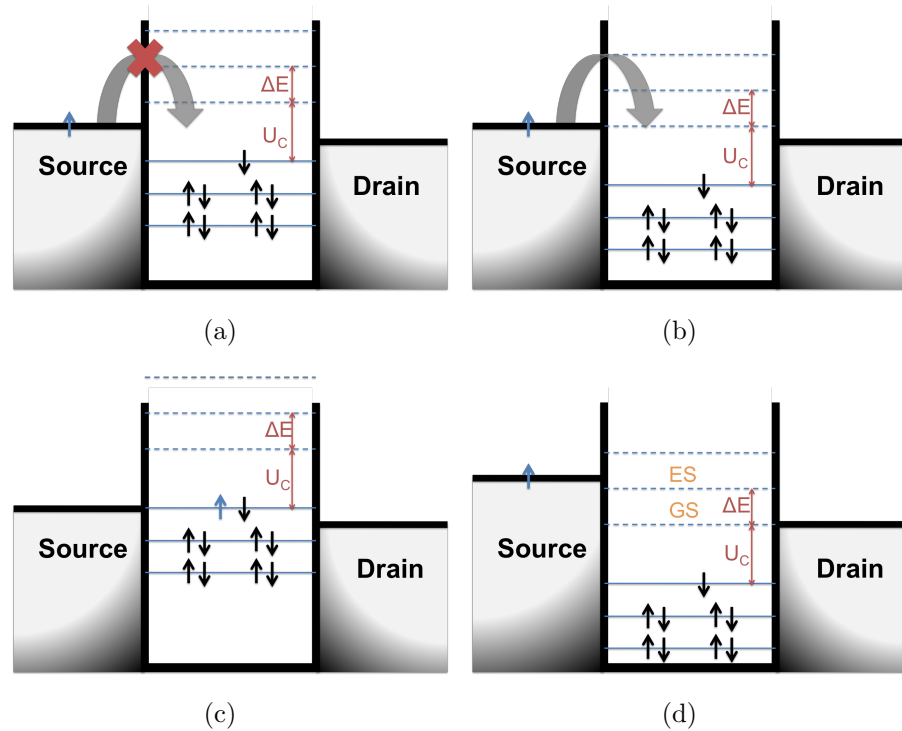 ΔE
U_C
Source
Drain
(a)
ΔE
U_C
Source
Drain
(b)
ΔE
U_C
Source
Drain
(c)
ES
GS
ΔE
U_C
Source
Drain
(d)